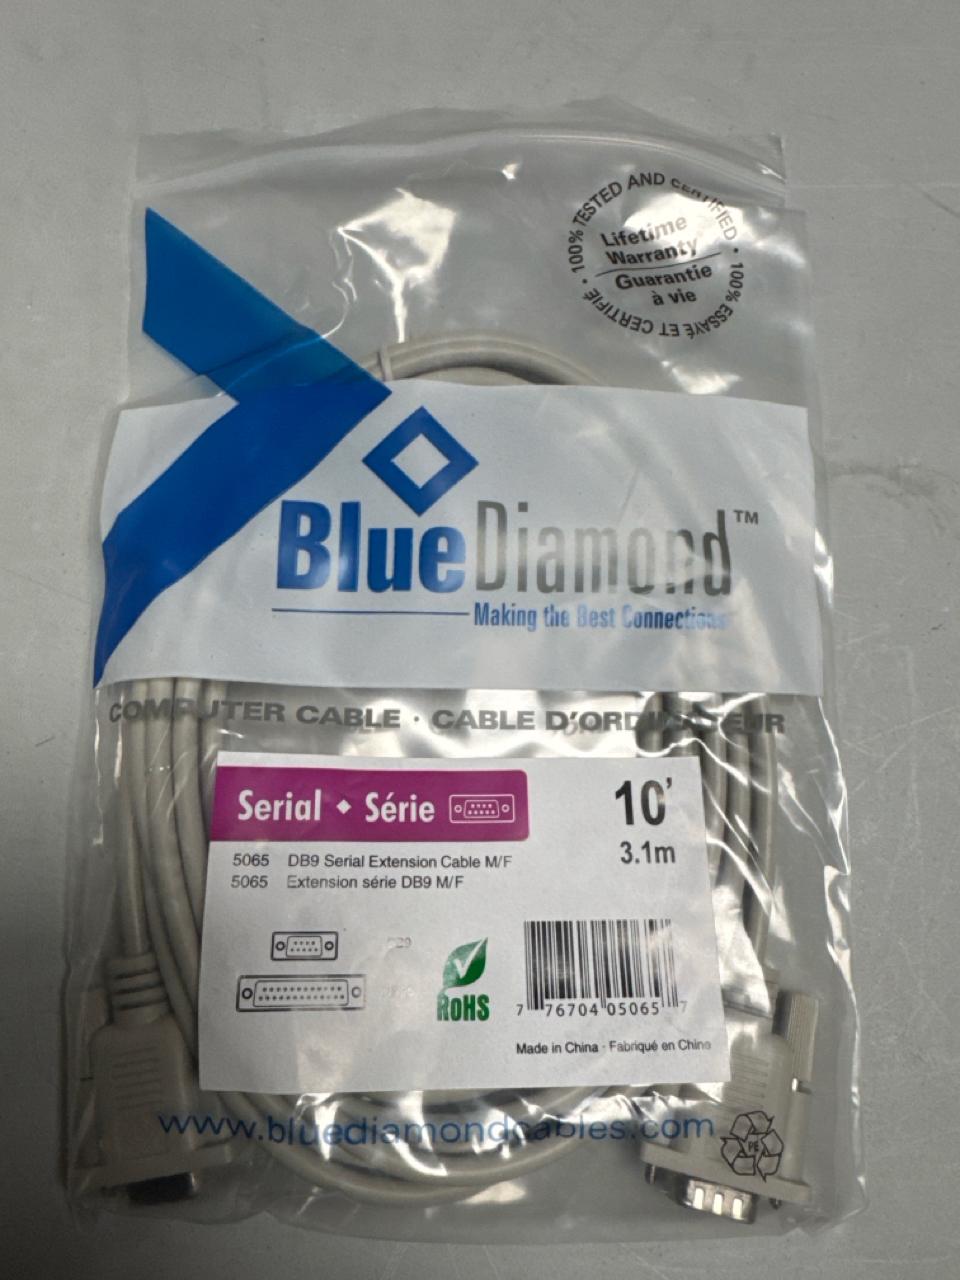 100% TESTED AND CERTIFIED • 100% ESSAYÉ ET CERTIFIÉ •
Lifetime
Warranty
Guarantie
à vie
BlueDiamond™
Making the Best Connections
COMPUTER CABLE · CABLE D'ORDINATEUR
Serial • Série
10'
3.1m
5065 DB9 Serial Extension Cable M/F
5065 Extension série DB9 M/F
RoHS
7 76704 05065 7
Made in China · Fabriqué en Chine
www.bluediamondcables.com
PE